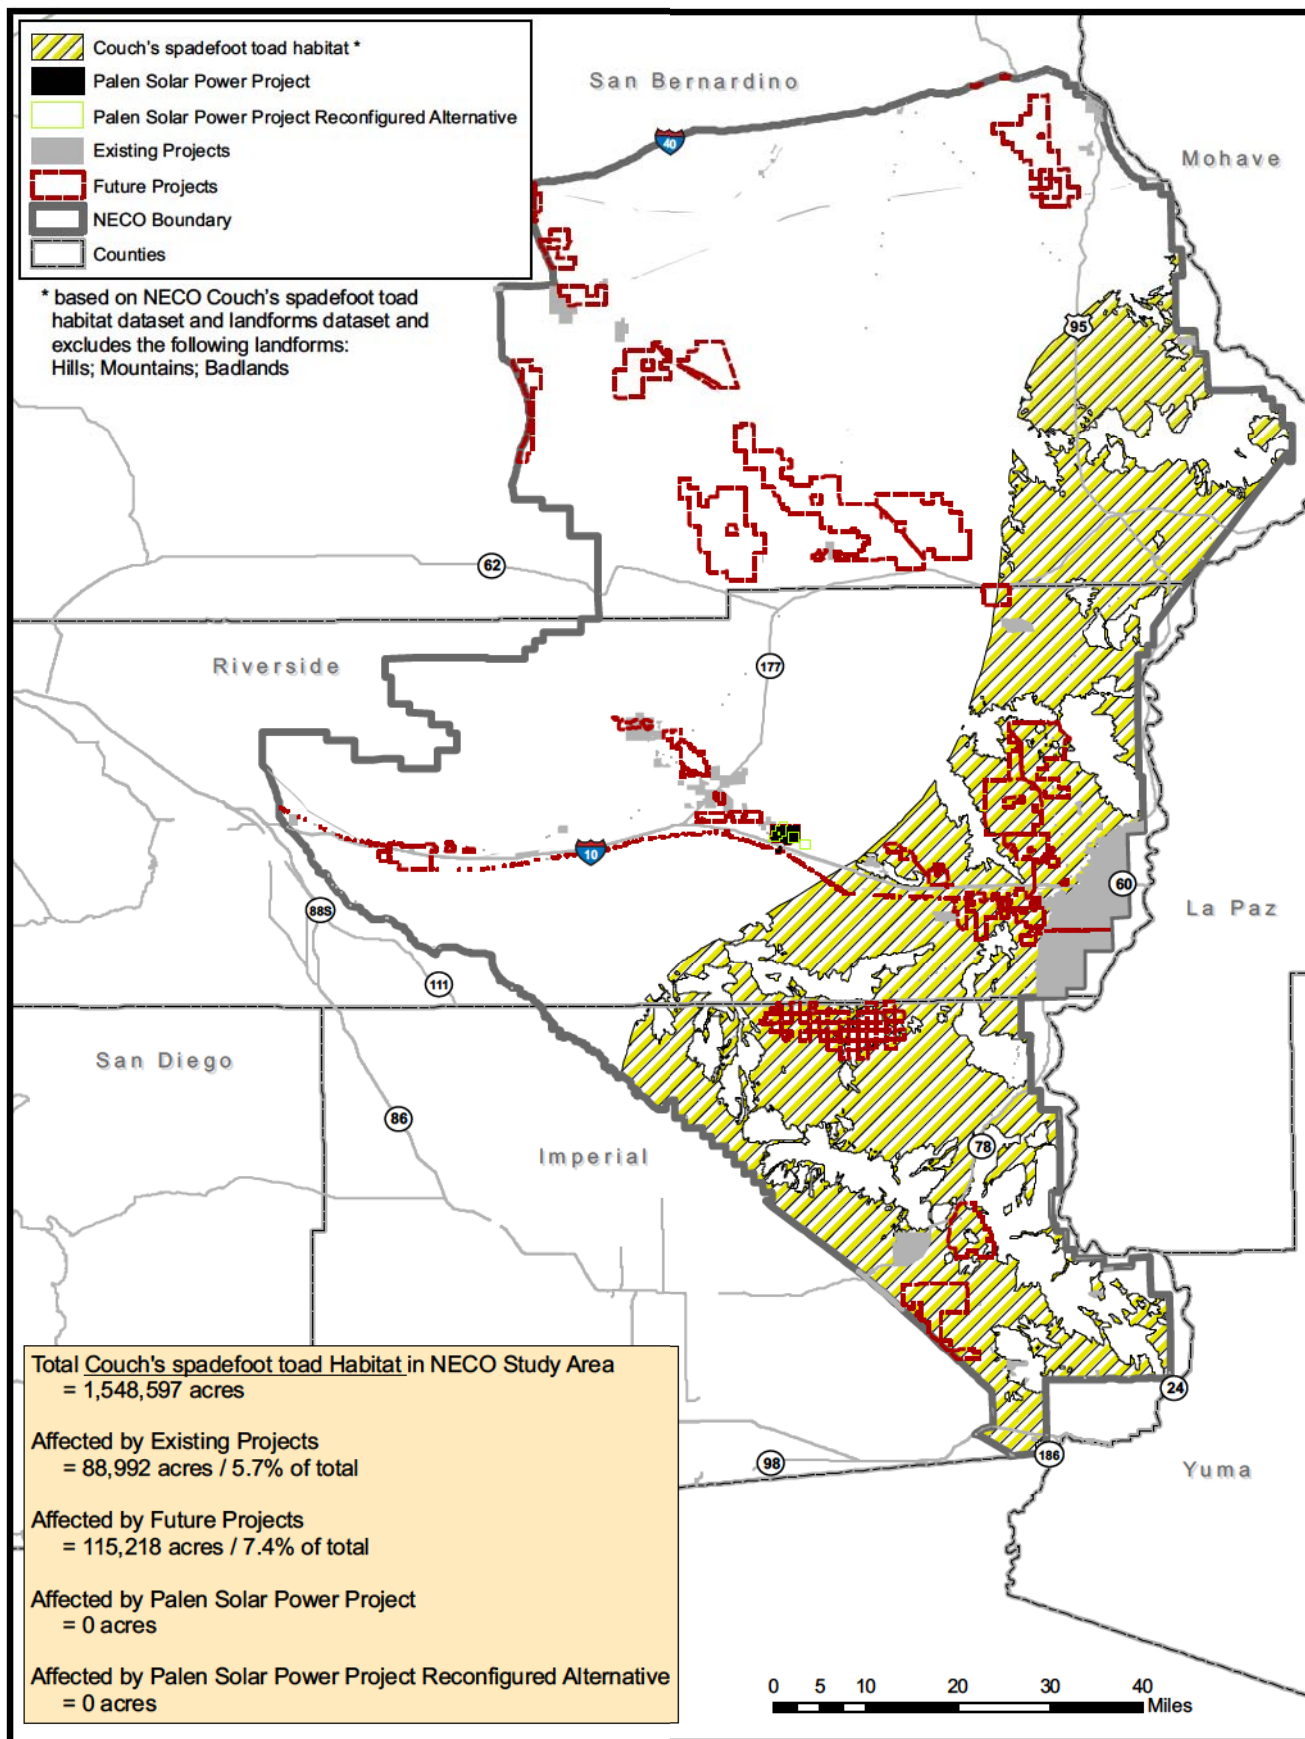 Couch's spadefoot toad habitat *
Palen Solar Power Project
Palen Solar Power Project Reconfigured Alternative
Existing Projects
Future Projects
NECO Boundary
Counties
* based on NECO Couch's spadefoot toad
habitat dataset and landforms dataset and
excludes the following landforms:
Hills; Mountains; Badlands
San Bernardino
40
Mohave
95
62
Riverside
177
10
60
88S
La Paz
111
San Diego
86
Imperial
78
24
186
98
Yuma
Total Couch's spadefoot toad Habitat in NECO Study Area
= 1,548,597 acres
Affected by Existing Projects
= 88,992 acres / 5.7% of total
Affected by Future Projects
= 115,218 acres / 7.4% of total
Affected by Palen Solar Power Project
= 0 acres
Affected by Palen Solar Power Project Reconfigured Alternative
= 0 acres
0 5 10 20 30 40
Miles